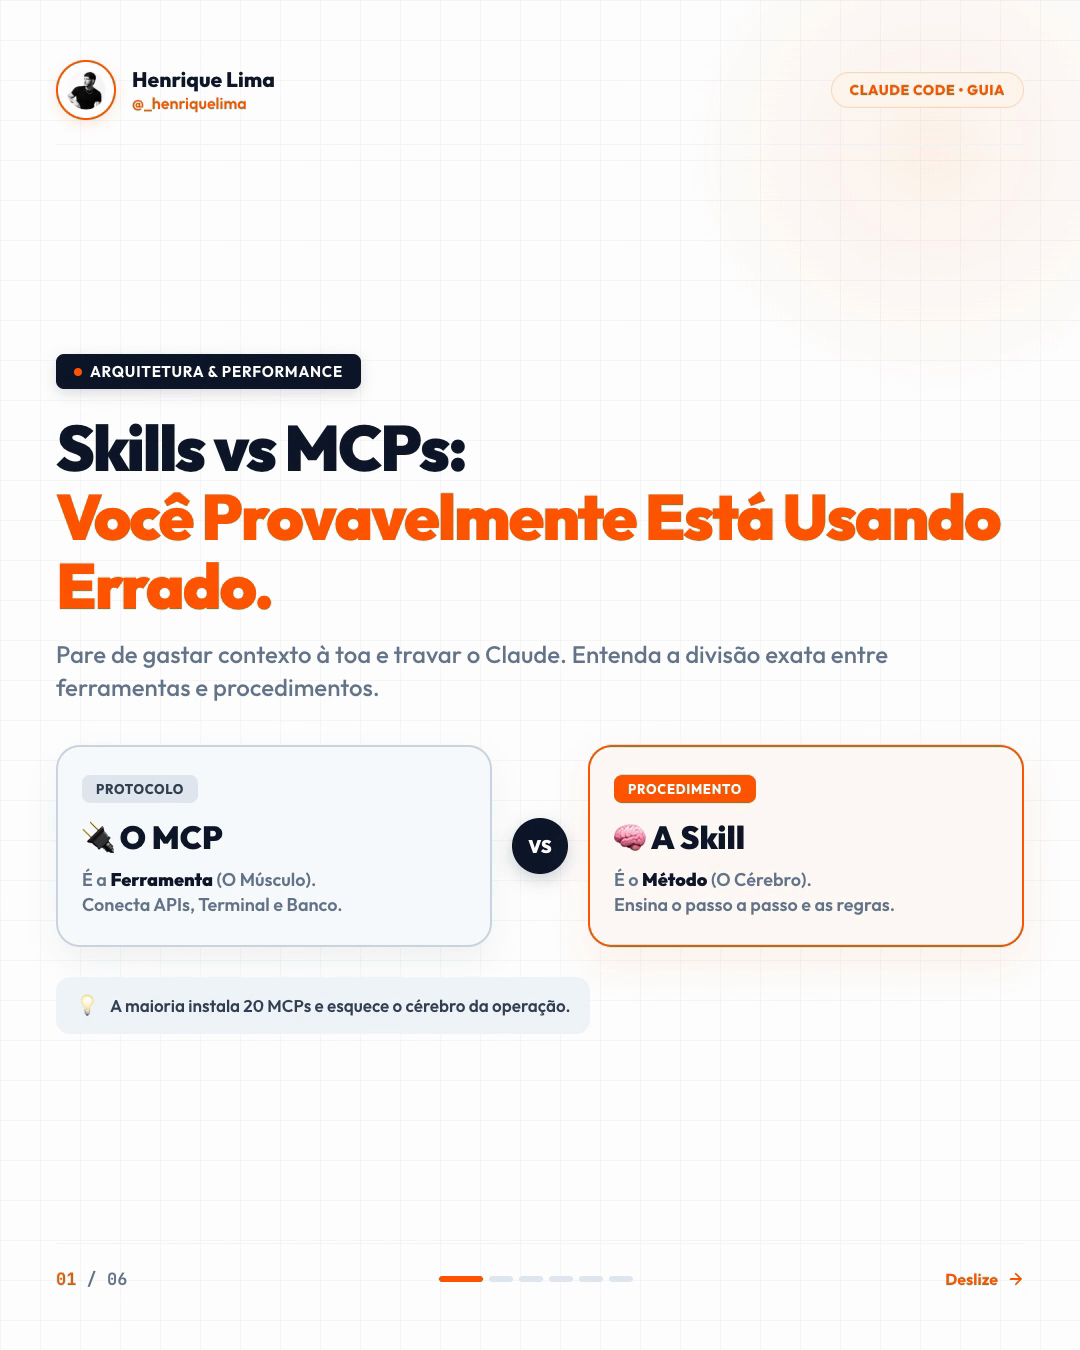 Henrique Lima
@_henriquelima
CLAUDE CODE • GUIA
ARQUITETURA & PERFORMANCE
Skills vs MCPs:
Você Provavelmente Está Usando
Errado.
Pare de gastar contexto à toa e travar o Claude. Entenda a divisão exata entre
ferramentas e procedimentos.
PROTOCOLO
O MCP
É a Ferramenta (O Músculo).
Conecta APIs, Terminal e Banco.
VS
PROCEDIMENTO
A Skill
É o Método (O Cérebro).
Ensina o passo a passo e as regras.
A maioria instala 20 MCPs e esquece o cérebro da operação.
01 / 06
Deslize →